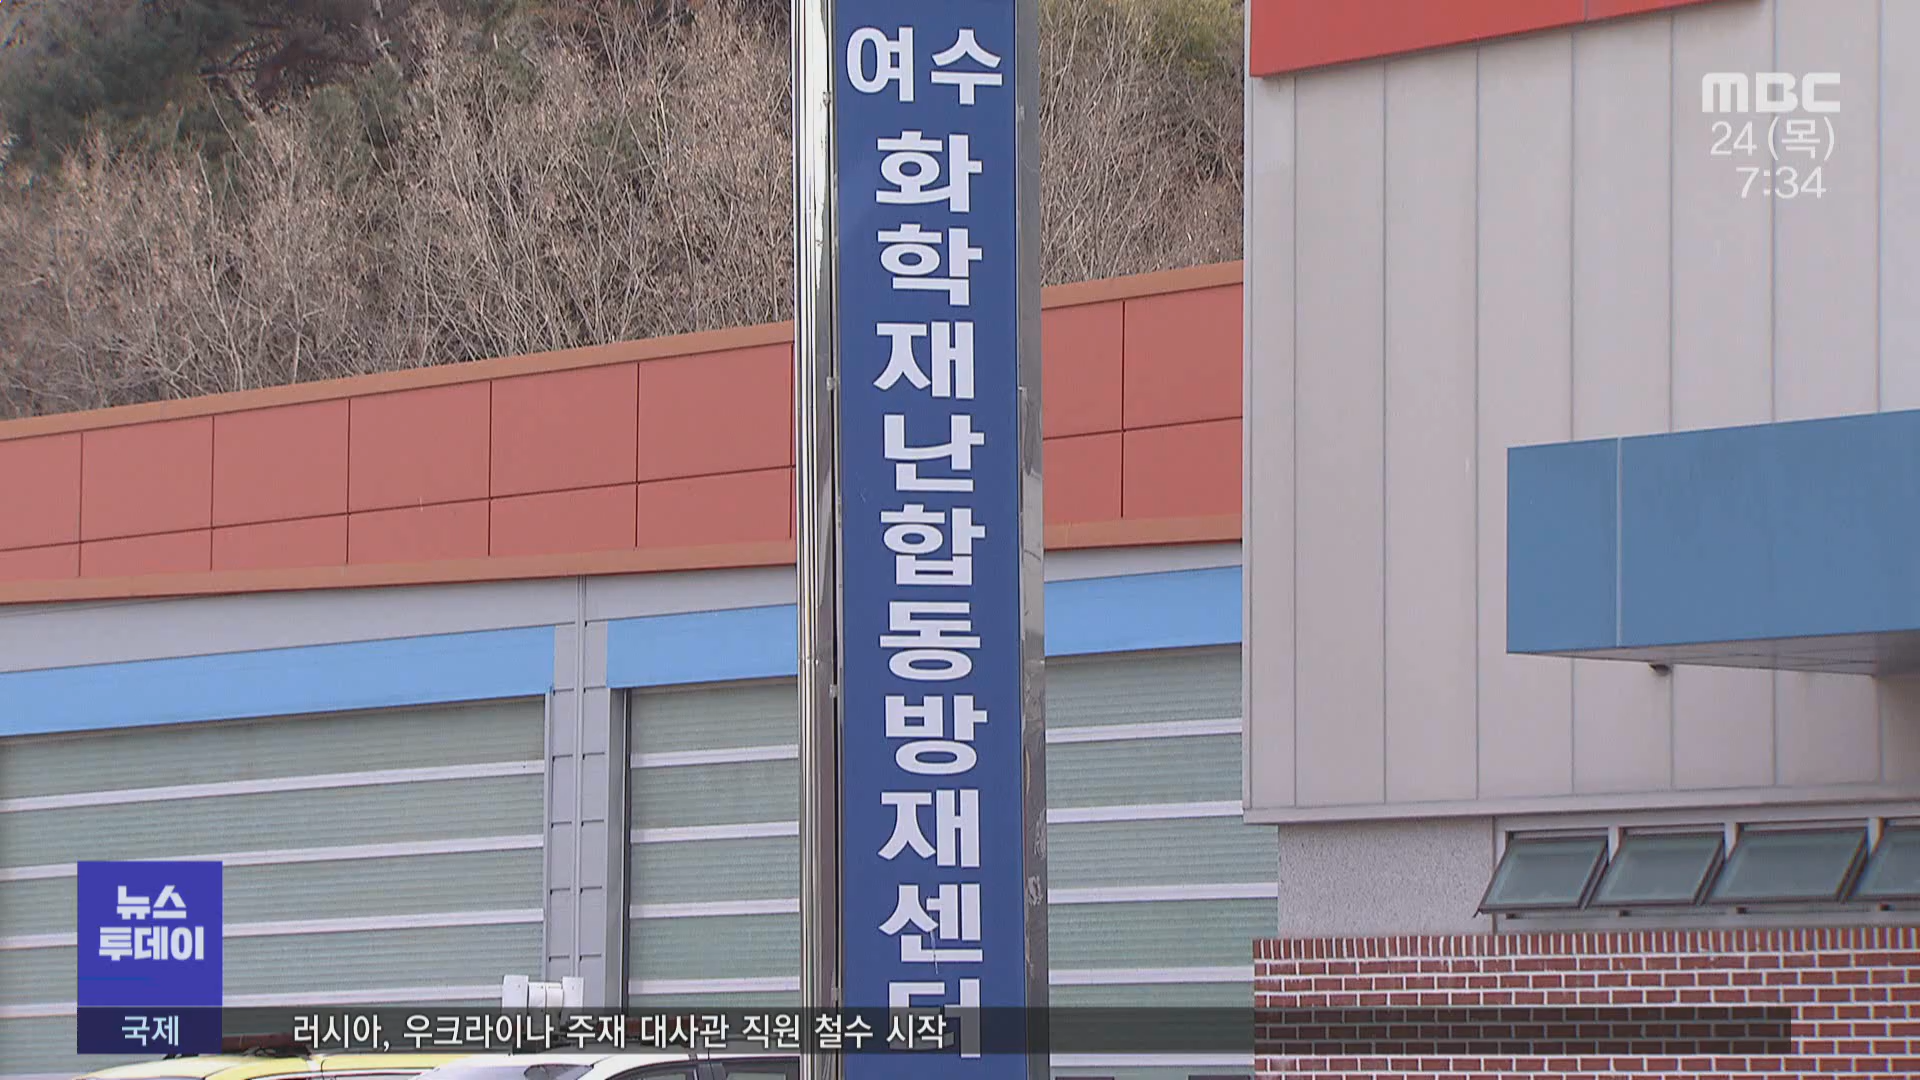 여수
화학재난합동방재센터
MBC
24 (목)
7:34
뉴스
투데이
국제
러시아, 우크라이나 주재 대사관 직원 철수 시작